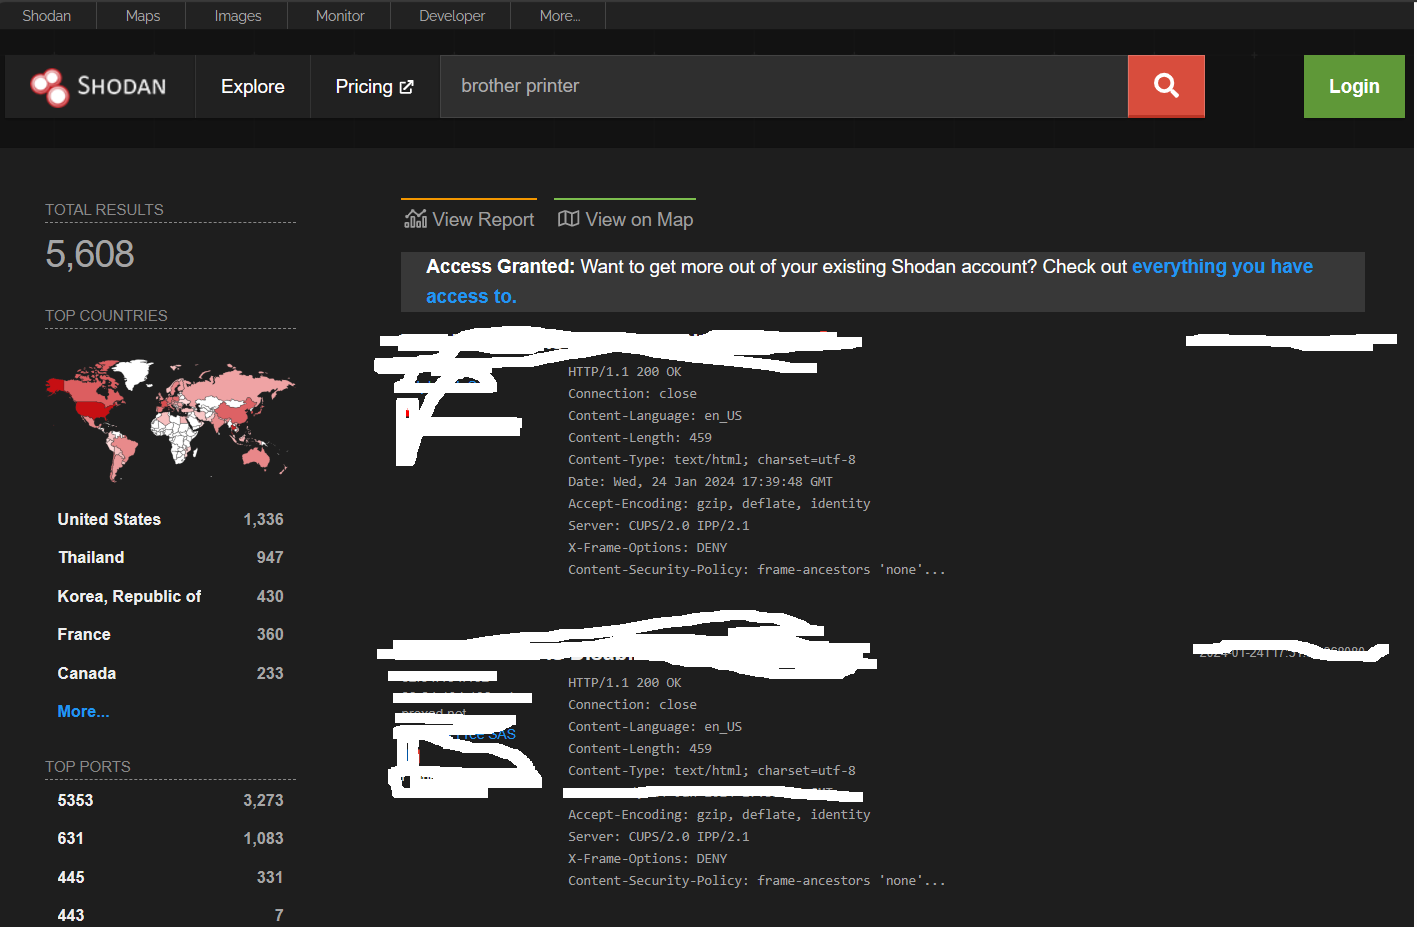 Shodan Maps Images Monitor Developer More...
SHODAN Explore Pricing brother printer Login
TOTAL RESULTS
5,608
TOP COUNTRIES
United States 1,336
Thailand 947
Korea, Republic of 430
France 360
Canada 233
More...
TOP PORTS
5353 3,273
631 1,083
445 331
443 7
View Report View on Map
Access Granted: Want to get more out of your existing Shodan account? Check out everything you have
access to.
HTTP/1.1 200 OK
Connection: close
Content-Language: en_US
Content-Length: 459
Content-Type: text/html; charset=utf-8
Date: Wed, 24 Jan 2024 17:39:48 GMT
Accept-Encoding: gzip, deflate, identity
Server: CUPS/2.0 IPP/2.1
X-Frame-Options: DENY
Content-Security-Policy: frame-ancestors 'none'...
SAS
HTTP/1.1 200 OK
Connection: close
Content-Language: en_US
Content-Length: 459
Content-Type: text/html; charset=utf-8
Accept-Encoding: gzip, deflate, identity
Server: CUPS/2.0 IPP/2.1
X-Frame-Options: DENY
Content-Security-Policy: frame-ancestors 'none'...